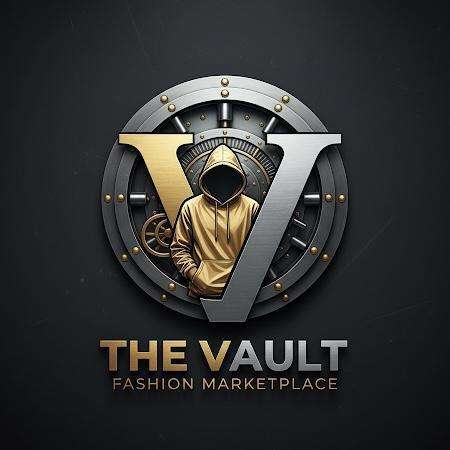 V
THE VAULT
FASHION MARKETPLACE